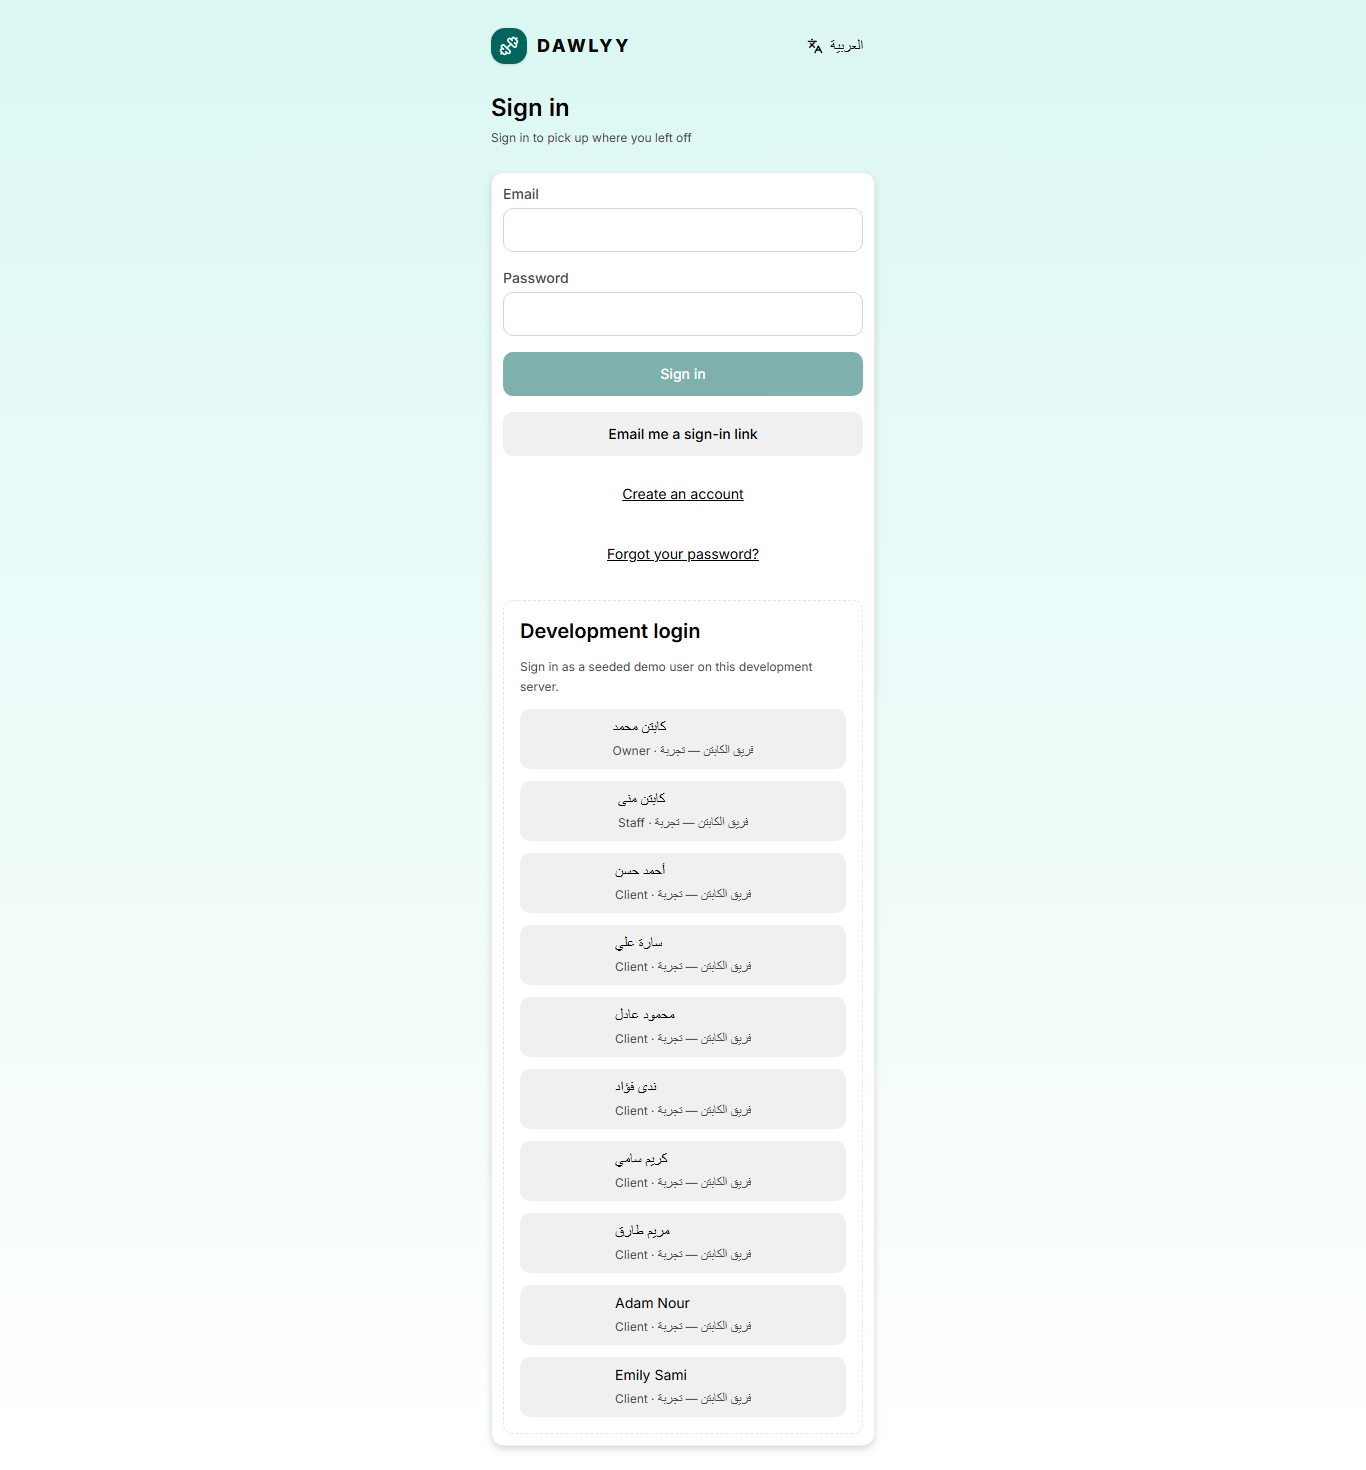 DAWLYY
العربية
Sign in
Sign in to pick up where you left off
Email
Password
Sign in
Email me a sign-in link
Create an account
Forgot your password?
Development login
Sign in as a seeded demo user on this development
server.
كابتن محمد
Owner · فريق الكابتن — تجربة
كابتن منى
Staff · فريق الكابتن — تجربة
أحمد حسن
Client · فريق الكابتن — تجربة
سارة علي
Client · فريق الكابتن — تجربة
محمود عادل
Client · فريق الكابتن — تجربة
ندى فؤاد
Client · فريق الكابتن — تجربة
كريم سامي
Client · فريق الكابتن — تجربة
مريم طارق
Client · فريق الكابتن — تجربة
Adam Nour
Client · فريق الكابتن — تجربة
Emily Sami
Client · فريق الكابتن — تجربة